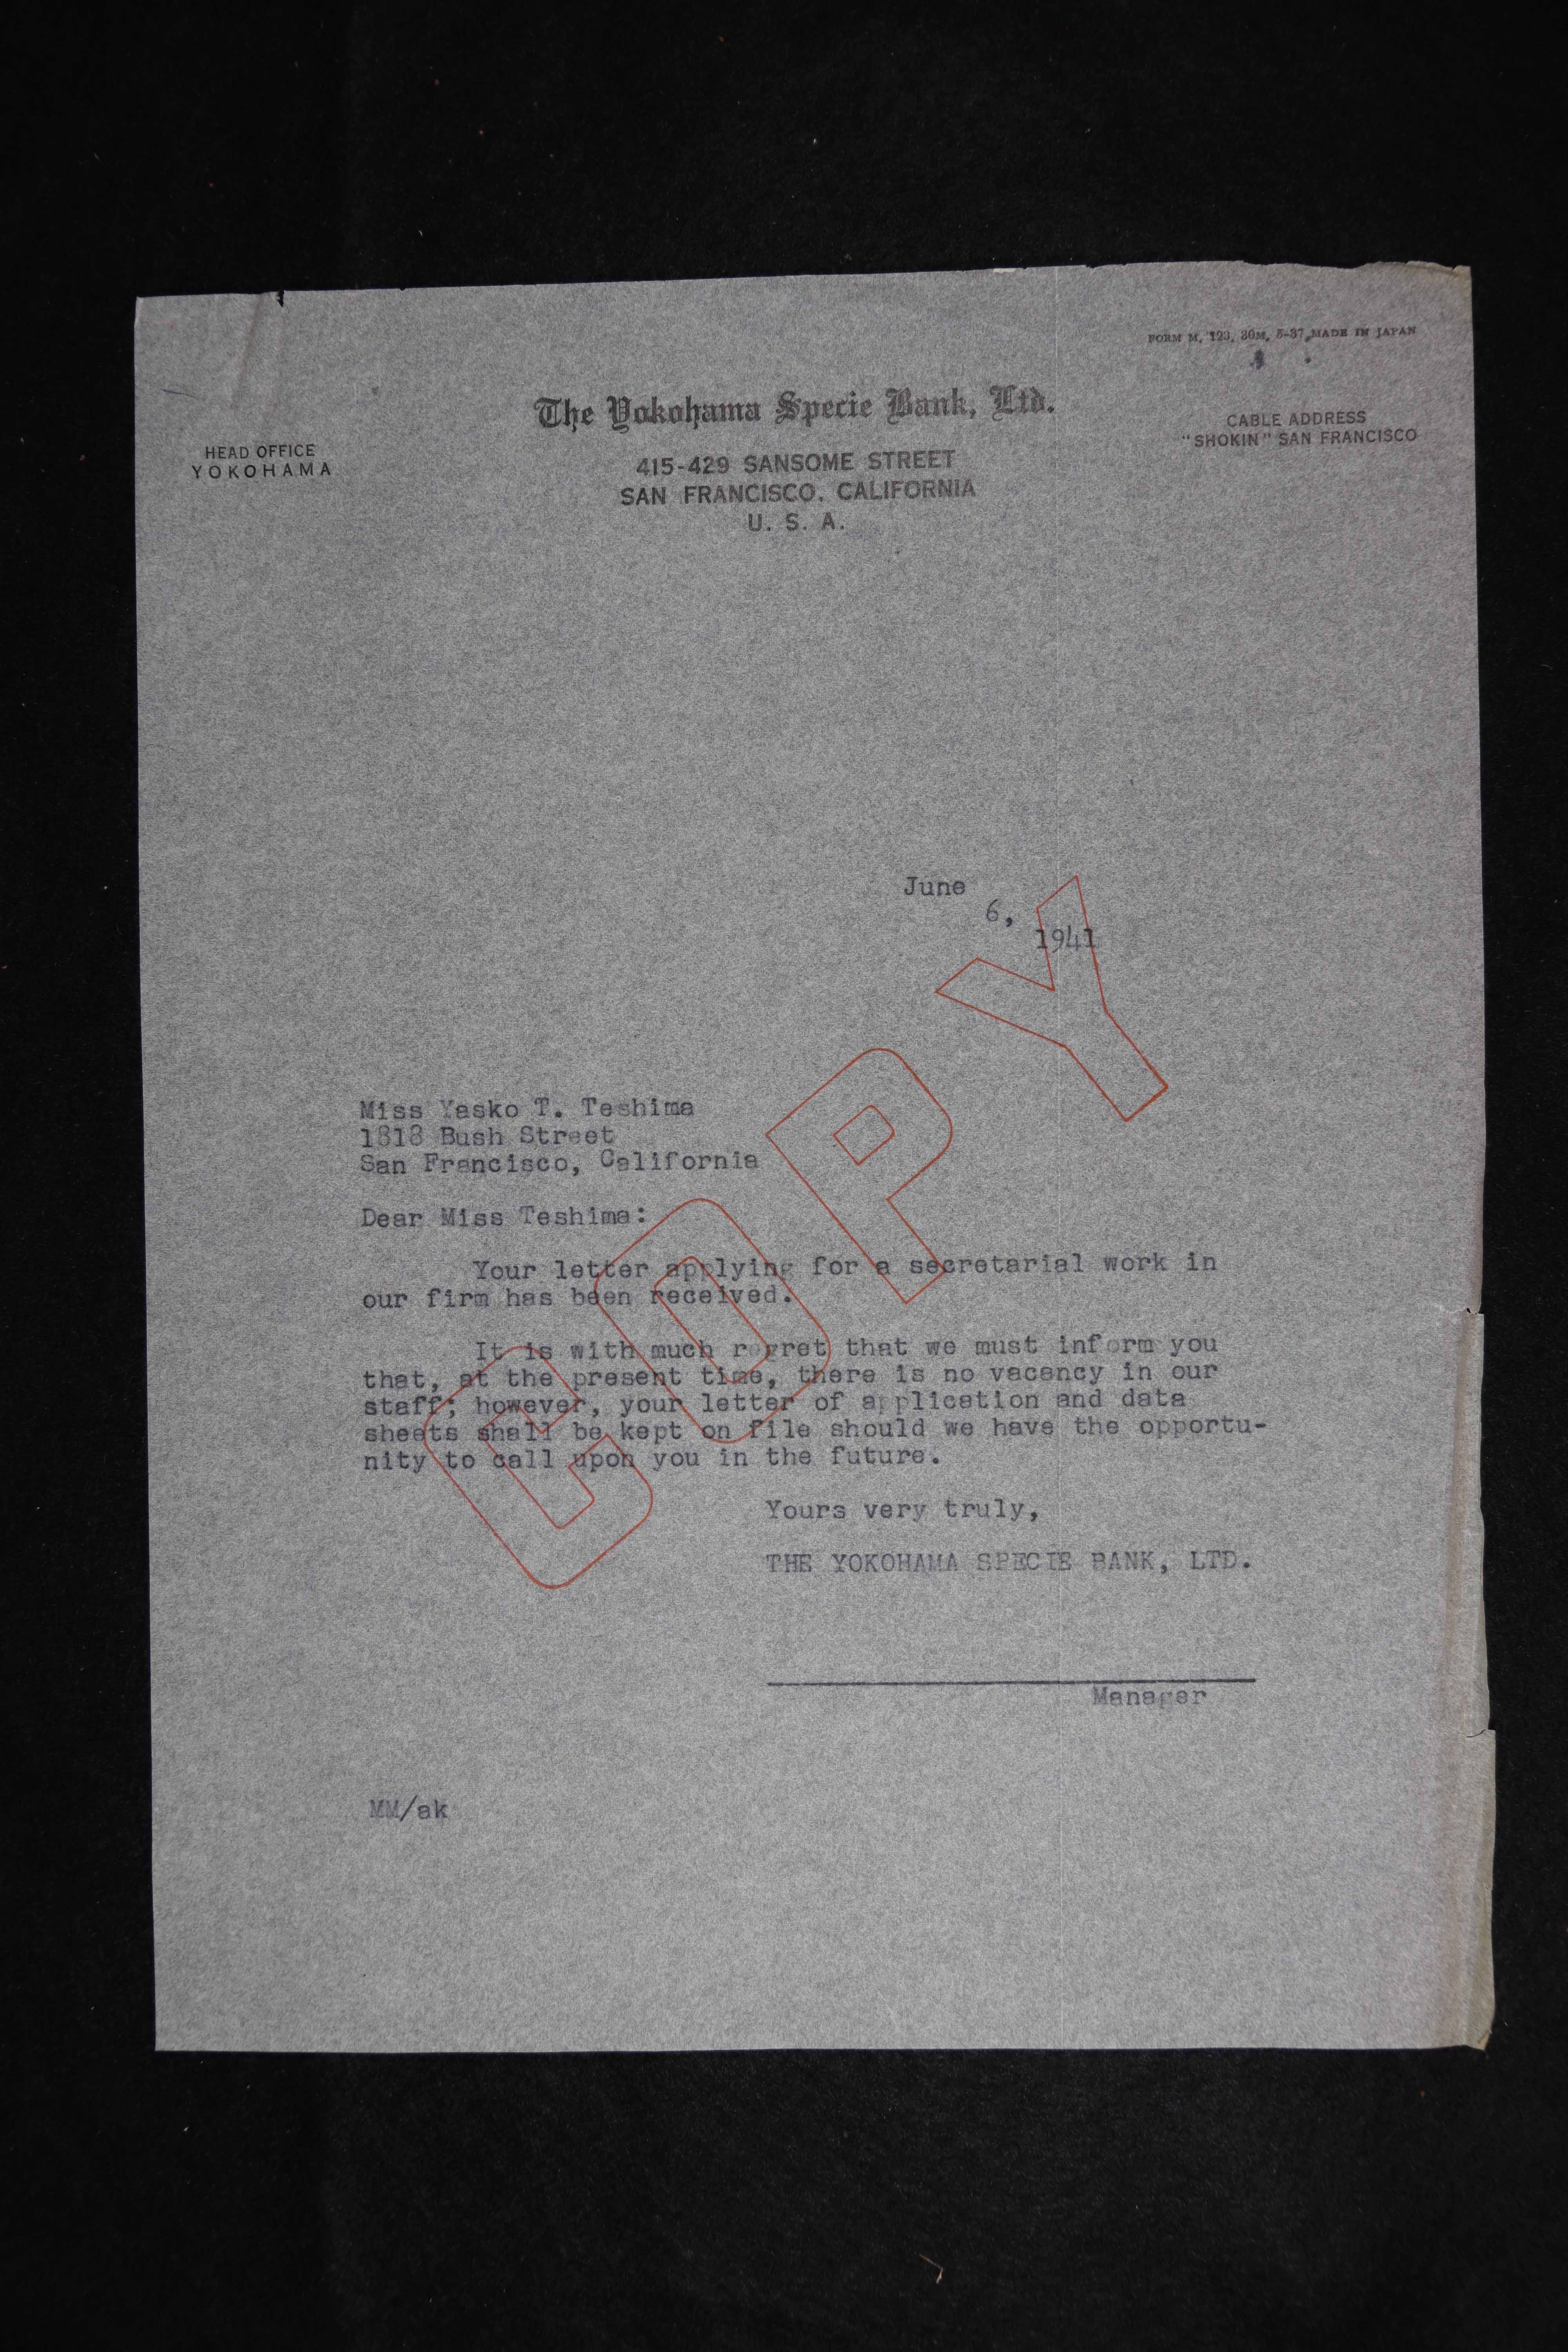 FORM M. 123, 30M, 5-37, MADE IN JAPAN
The Yokohama Specie Bank, Ltd.
HEAD OFFICE
YOKOHAMA
CABLE ADDRESS
"SHOKIN" SAN FRANCISCO
415-429 SANSOME STREET
SAN FRANCISCO, CALIFORNIA
U. S. A.
June
6,
1941
COPY
Miss Yasko T. Teshima
1818 Bush Street
San Francisco, California
Dear Miss Teshima:
Your letter applying for a secretarial work in
our firm has been received.
It is with much regret that we must inform you
that, at the present time, there is no vacancy in our
staff; however, your letter of application and data
sheets shall be kept on file should we have the opportu-
nity to call upon you in the future.
Yours very truly,
THE YOKOHAMA SPECIE BANK, LTD.
Manager
MM/ak